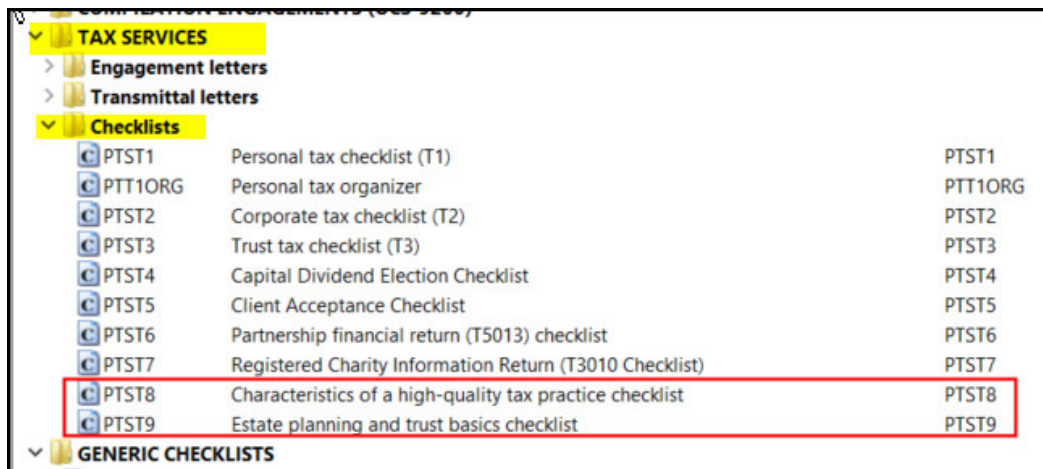 TAX SERVICES
Engagement letters
Transmittal letters
Checklists
PTST1 Personal tax checklist (T1) PTST1
PTT1ORG Personal tax organizer PTT1ORG
PTST2 Corporate tax checklist (T2) PTST2
PTST3 Trust tax checklist (T3) PTST3
PTST4 Capital Dividend Election Checklist PTST4
PTST5 Client Acceptance Checklist PTST5
PTST6 Partnership financial return (T5013) checklist PTST6
PTST7 Registered Charity Information Return (T3010 Checklist) PTST7
PTST8 Characteristics of a high-quality tax practice checklist PTST8
PTST9 Estate planning and trust basics checklist PTST9
GENERIC CHECKLISTS